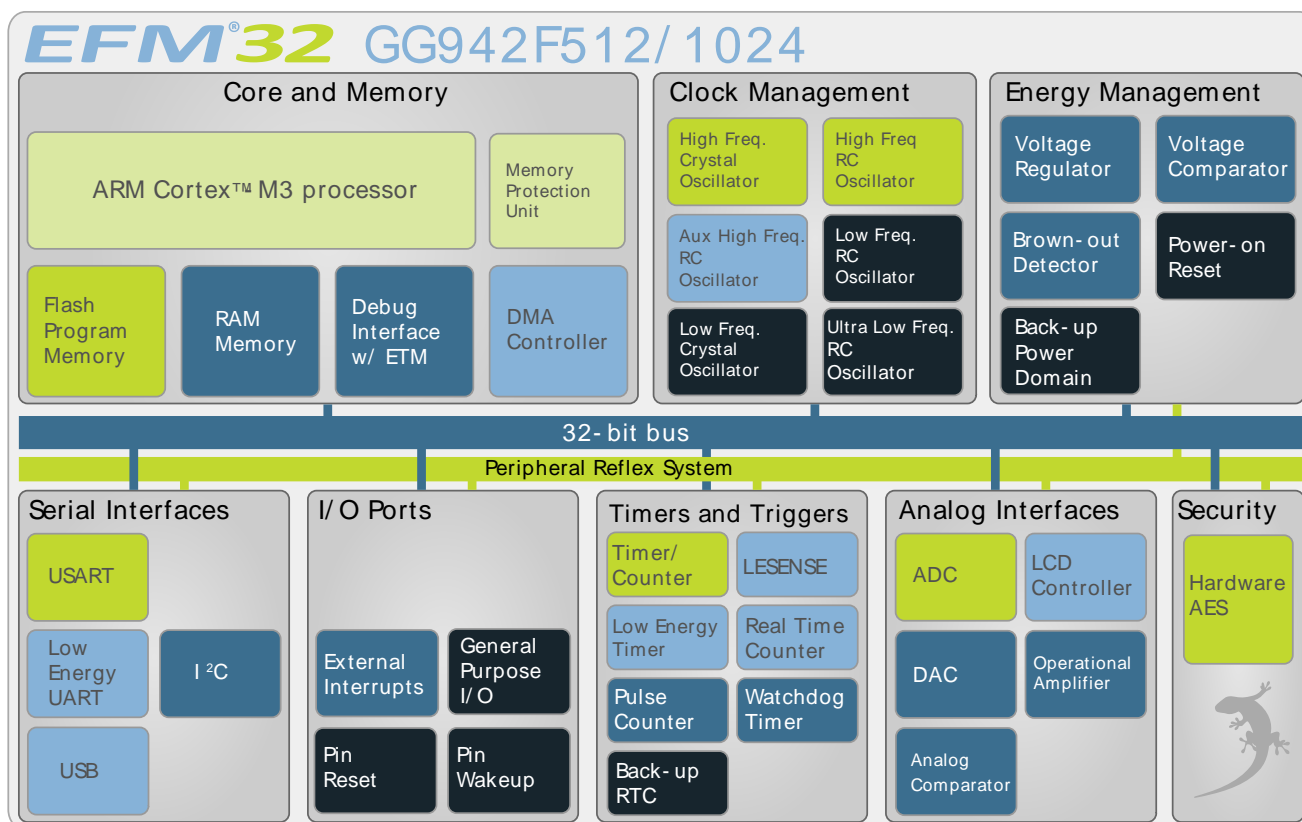 EFM®32 GG942F512/1024
Core and Memory
ARM Cortex™ M3 processor
Memory
Protection
Unit
Flash
Program
Memory
RAM
Memory
Debug
Interface
w/ ETM
DMA
Controller
Clock Management
High Freq.
Crystal
Oscillator
High Freq
RC
Oscillator
Aux High Freq.
RC
Oscillator
Low Freq.
RC
Oscillator
Low Freq.
Crystal
Oscillator
Ultra Low Freq.
RC
Oscillator
Energy Management
Voltage
Regulator
Voltage
Comparator
Brown-out
Detector
Power-on
Reset
Back-up
Power
Domain
32-bit bus
Peripheral Reflex System
Serial Interfaces
USART
Low
Energy
UART
I²C
USB
I/O Ports
External
Interrupts
General
Purpose
I/O
Pin
Reset
Pin
Wakeup
Timers and Triggers
Timer/
Counter
LESENSE
Low Energy
Timer
Real Time
Counter
Pulse
Counter
Watchdog
Timer
Back-up
RTC
Analog Interfaces
ADC
LCD
Controller
DAC
Operational
Amplifier
Analog
Comparator
Security
Hardware
AES